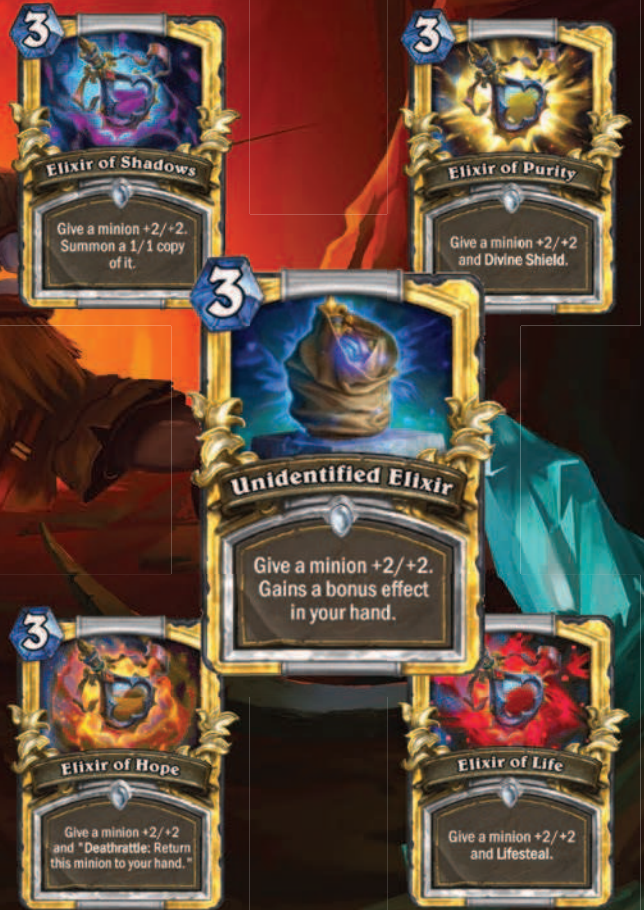 3
Elixir of Shadows
Give a minion +2/+2.
Summon a 1/1 copy
of it.
3
Elixir of Purity
Give a minion +2/+2
and Divine Shield.
3
Unidentified Elixir
Give a minion +2/+2.
Gains a bonus effect
in your hand.
3
Elixir of Hope
Give a minion +2/+2
and "Deathrattle: Return
this minion to your hand."
Elixir of Life
Give a minion +2/+2
and Lifesteal.